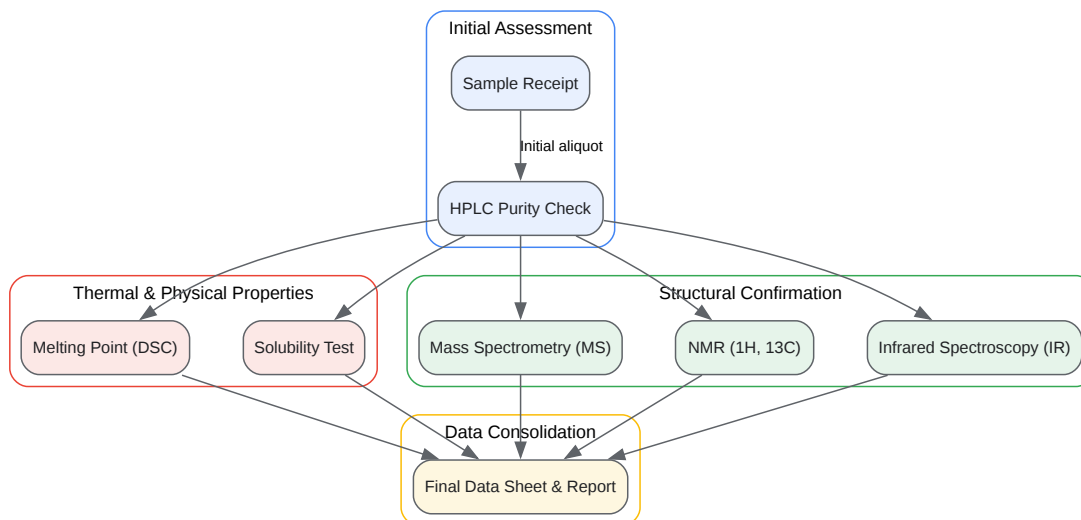 Initial Assessment
Sample Receipt
Initial aliquot
HPLC Purity Check
Thermal & Physical Properties
Structural Confirmation
Melting Point (DSC)
Solubility Test
Mass Spectrometry (MS)
NMR (1H, 13C)
Infrared Spectroscopy (IR)
Data Consolidation
Final Data Sheet & Report